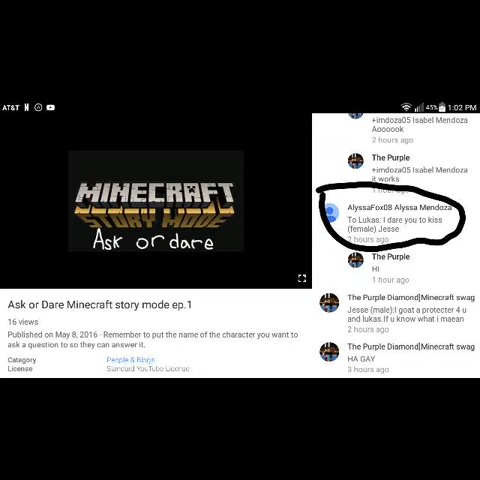 AT&T
45% 1:02 PM
MINECRAFT
STORY MODE
Ask or dare
Ask or Dare Minecraft story mode ep.1
16 views
Published on May 8, 2016 · Remember to put the name of the character you want
to ask a question to so they can answer it.
Category People & Blogs
License Standard YouTube License
+imdoza05 Isabel Mendoza
Aoooook
2 hours ago
The Purple
+imdoza05 Isabel Mendoza
it works
1 hour ago
AlyssaFox08 Alyssa Mendoza
To Lukas: I dare you to kiss
(female) Jesse
2 hours ago
The Purple
HI
1 hour ago
The Purple Diamond]Minecraft swag
Jesse (male):I goat a protecter 4 u
and lukas.If u know what i maean
2 hours ago
The Purple Diamond]Minecraft swag
HA GAY
3 hours ago